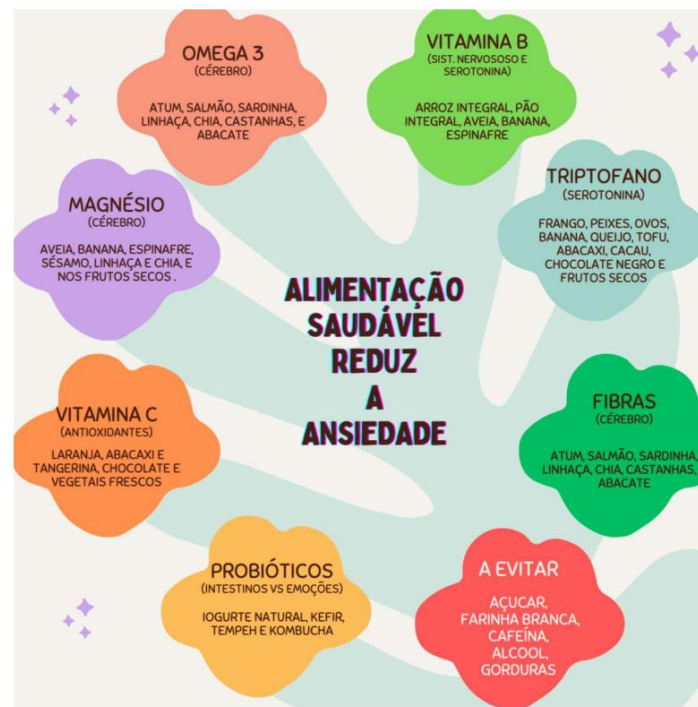 OMEGA 3
(CÉREBRO)
ATUM, SALMÃO, SARDINHA,
LINHAÇA, CHIA, CASTANHAS, E
ABACATE
VITAMINA B
(SIST. NERVOSOSO E
SEROTONINA)
ARROZ INTEGRAL, PÃO
INTEGRAL, AVEIA, BANANA,
ESPINAFRE
MAGNÉSIO
(CÉREBRO)
AVEIA, BANANA, ESPINAFRE,
SÉSAMO, LINHAÇA E CHIA, E
NOS FRUTOS SECOS .
TRIPTOFANO
(SEROTONINA)
FRANGO, PEIXES, OVOS,
BANANA, QUEIJO, TOFU,
ABACAXI, CACAU,
CHOCOLATE NEGRO E
FRUTOS SECOS
ALIMENTAÇÃO
SAUDÁVEL
REDUZ
A
ANSIEDADE
VITAMINA C
(ANTIOXIDANTES)
LARANJA, ABACAXI E
TANGERINA, CHOCOLATE E
VEGETAIS FRESCOS
FIBRAS
(CÉREBRO)
ATUM, SALMÃO, SARDINHA,
LINHAÇA, CHIA, CASTANHAS,
ABACATE
PROBIÓTICOS
(INTESTINOS VS EMOÇÕES)
IOGURTE NATURAL, KEFIR,
TEMPEH E KOMBUCHA
A EVITAR
AÇUCAR,
FARINHA BRANCA,
CAFEÍNA,
ALCOOL,
GORDURAS